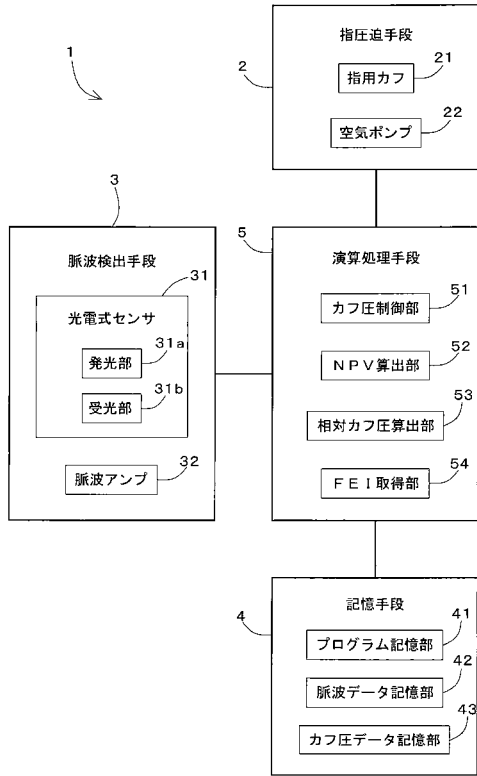 1
指圧迫手段
2
指用カフ
21
空気ポンプ
22
3
脈波検出手段
31
光電式センサ
発光部
31a
受光部
31b
脈波アンプ
32
5
演算処理手段
カフ圧制御部
51
NPV算出部
52
相対カフ圧算出部
53
FEI取得部
54
記憶手段
4
プログラム記憶部
41
脈波データ記憶部
42
カフ圧データ記憶部
43